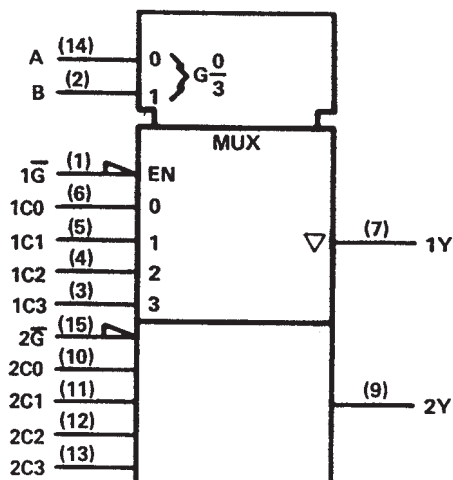 A (14) 0 G 0/3
B (2) 1
MUX
1G̅ (1) EN
1C0 (6) 0
1C1 (5) 1
1C2 (4) 2
1C3 (3) 3
▽ (7) 1Y
2G̅ (15)
2C0 (10)
2C1 (11)
2C2 (12)
2C3 (13)
(9) 2Y